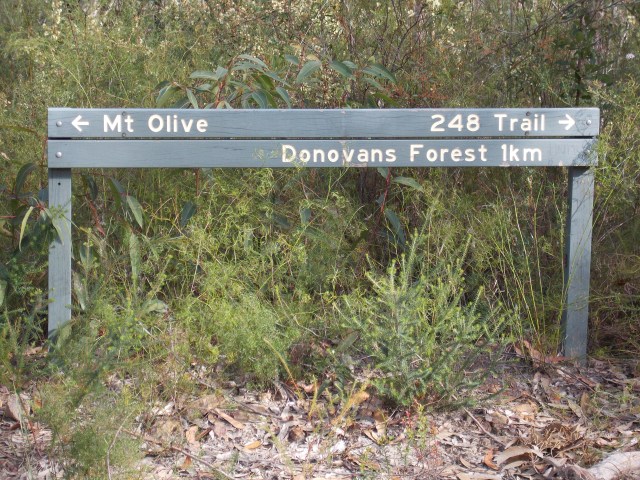 ← Mt Olive 248 Trail →
Donovans Forest 1km